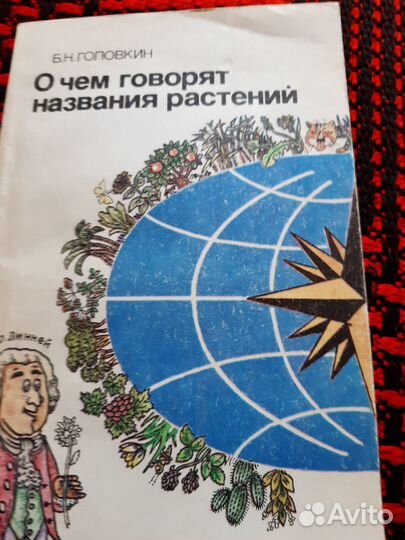 Б.Н.ГОЛОВКИН
О чем говорят
названия растений
Линней
Avito